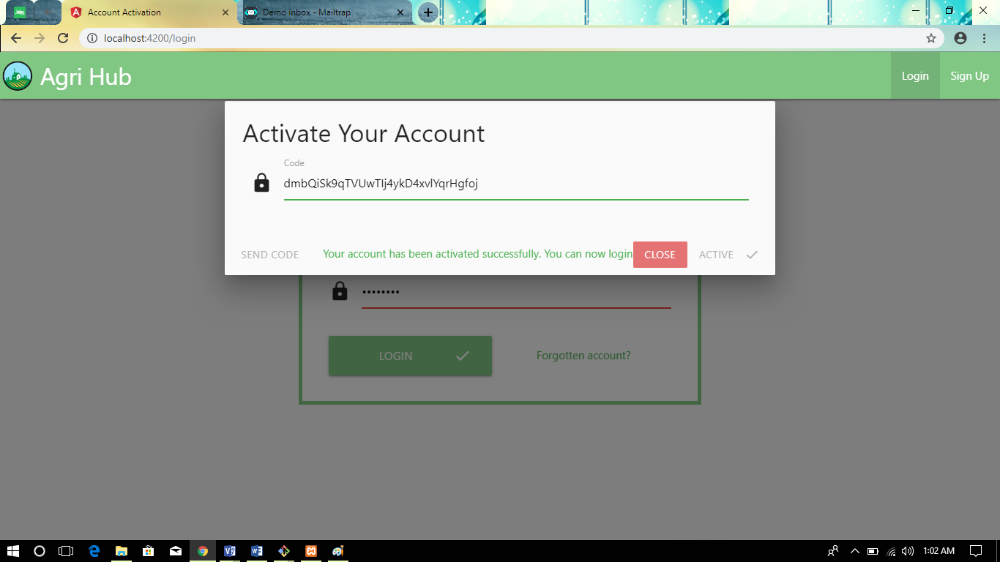 Account Activation
Demo inbox - Mailtrap
localhost:4200/login
Agri Hub
Login
Sign Up
Activate Your Account
Code
dmbQiSk9qTVUwTIj4ykD4xvlYqrHgfoj
SEND CODE
Your account has been activated successfully. You can now login
CLOSE
ACTIVE
••••••••
LOGIN
Forgotten account?
1:02 AM